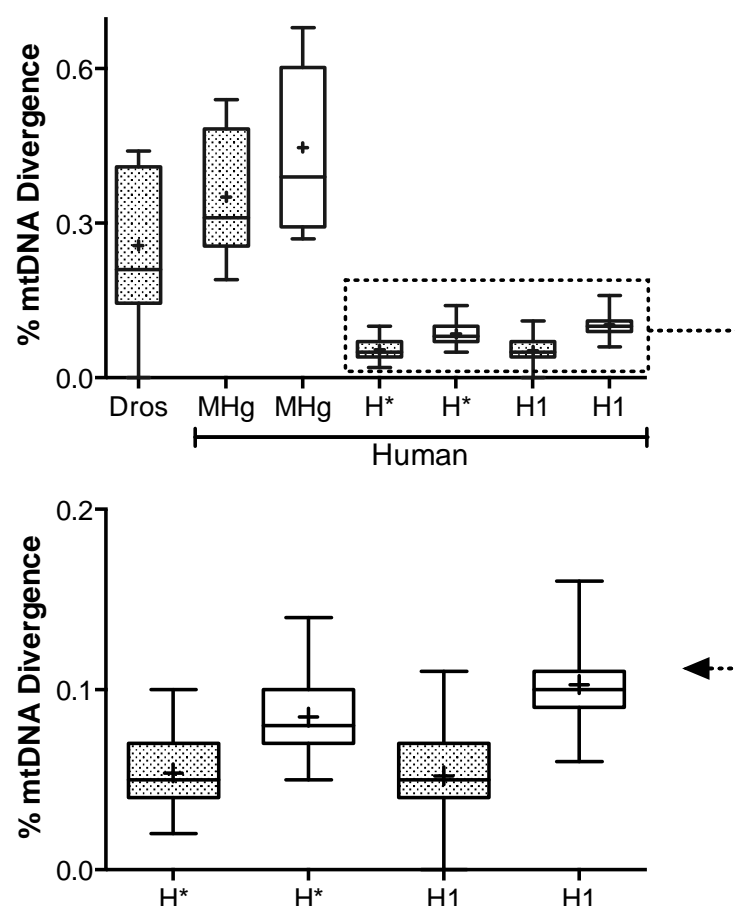 % mtDNA Divergence
0.6
0.3
0.0
Dros MHg MHg H* H* H1 H1
Human
% mtDNA Divergence
0.2
0.1
0.0
H* H* H1 H1